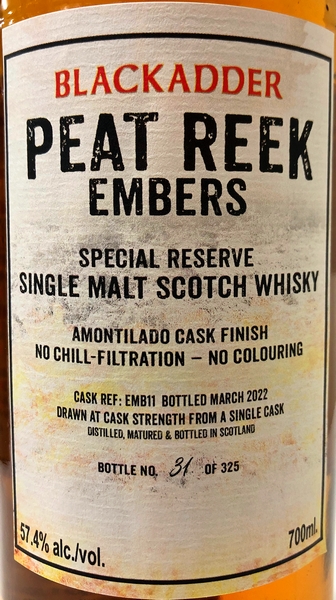 BLACKADDER
PEAT REEK
EMBERS
SPECIAL RESERVE
SINGLE MALT SCOTCH WHISKY
AMONTILADO CASK FINISH
NO CHILL-FILTRATION – NO COLOURING
CASK REF: EMB11 BOTTLED MARCH 2022
DRAWN AT CASK STRENGTH FROM A SINGLE CASK
DISTILLED, MATURED & BOTTLED IN SCOTLAND
BOTTLE NO. 31 OF 325
57.4% alc./vol.
700ml.